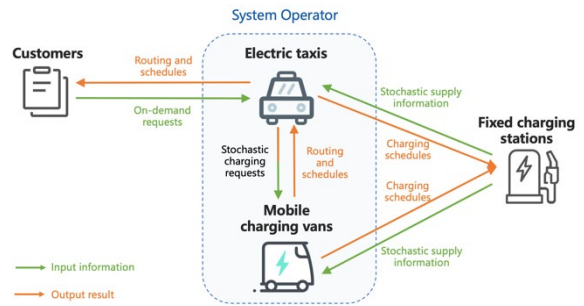 System Operator
Customers
Electric taxis
Routing and
schedules
On-demand
requests
Stochastic supply
information
Fixed charging
stations
Charging
schedules
Stochastic
charging
requests
Routing
and
schedules
Charging
schedules
Mobile
charging vans
Stochastic supply
information
Input information
Output result